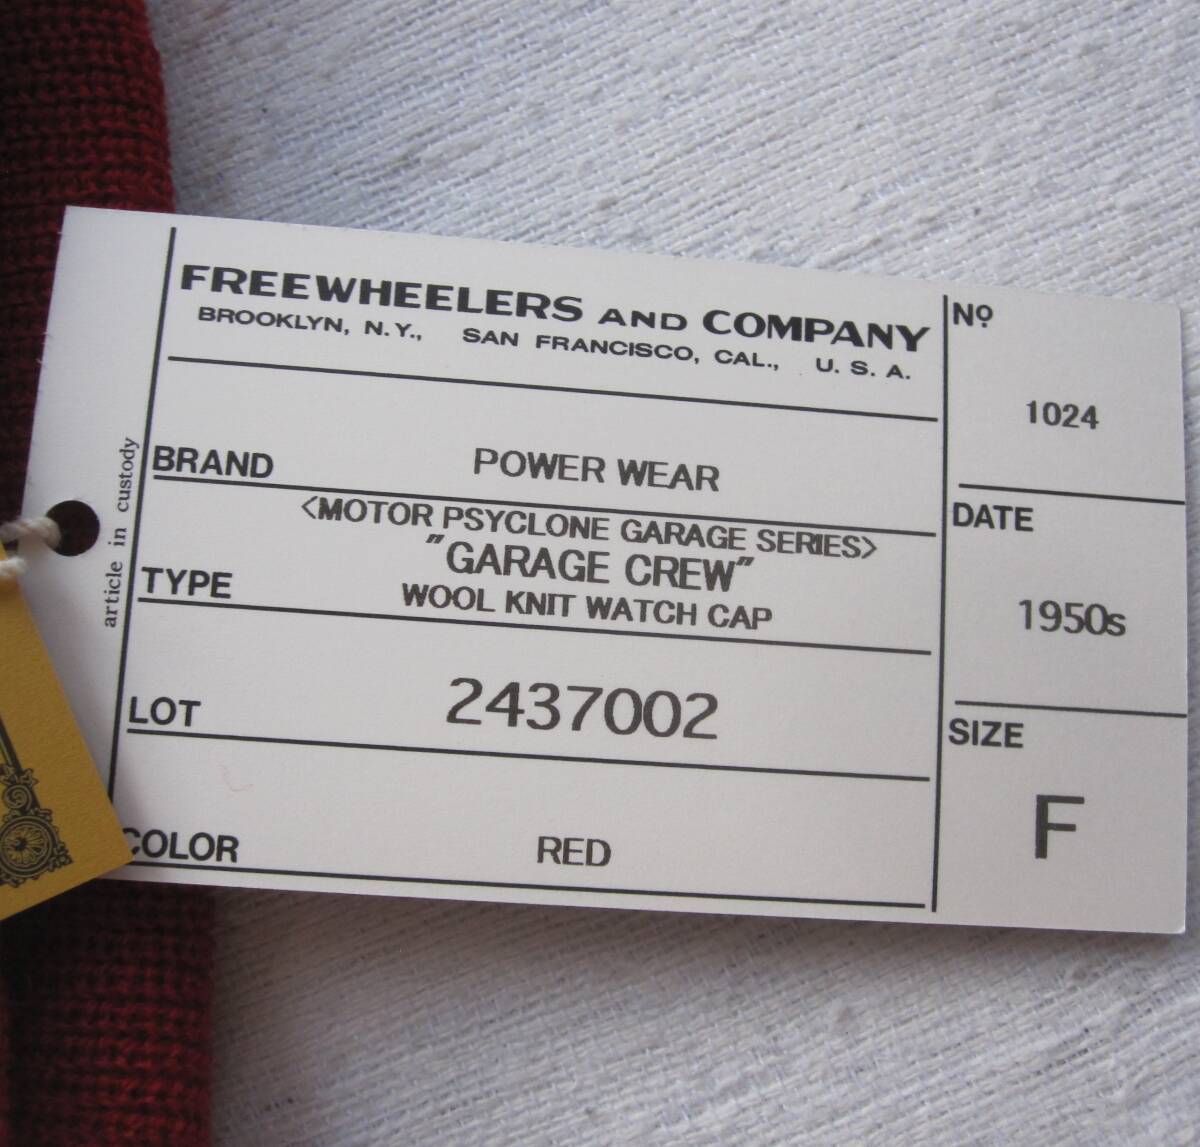 FREEWHEELERS AND COMPANY
BROOKLYN, N.Y., SAN FRANCISCO, CAL., U. S. A.
BRAND POWER WEAR
<MOTOR PSYCLONE GARAGE SERIES>
"GARAGE CREW"
TYPE WOOL KNIT WATCH CAP
LOT 2437002
COLOR RED
Nº
1024
DATE
1950s
SIZE
F
article in custody